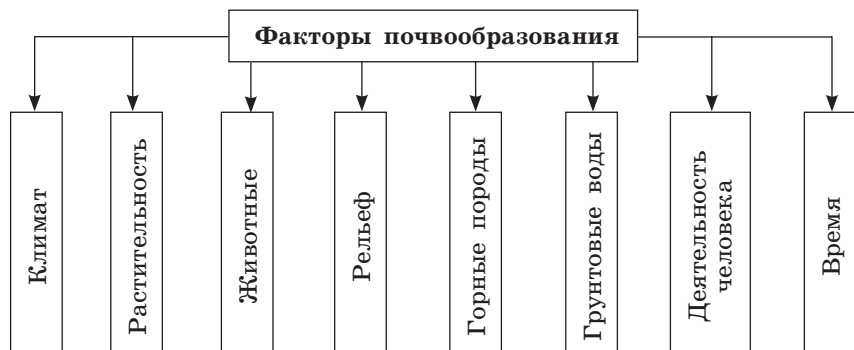 Факторы почвообразования
Климат
Растительность
Животные
Рельеф
Горные породы
Грунтовые воды
Деятельность
человека
Время